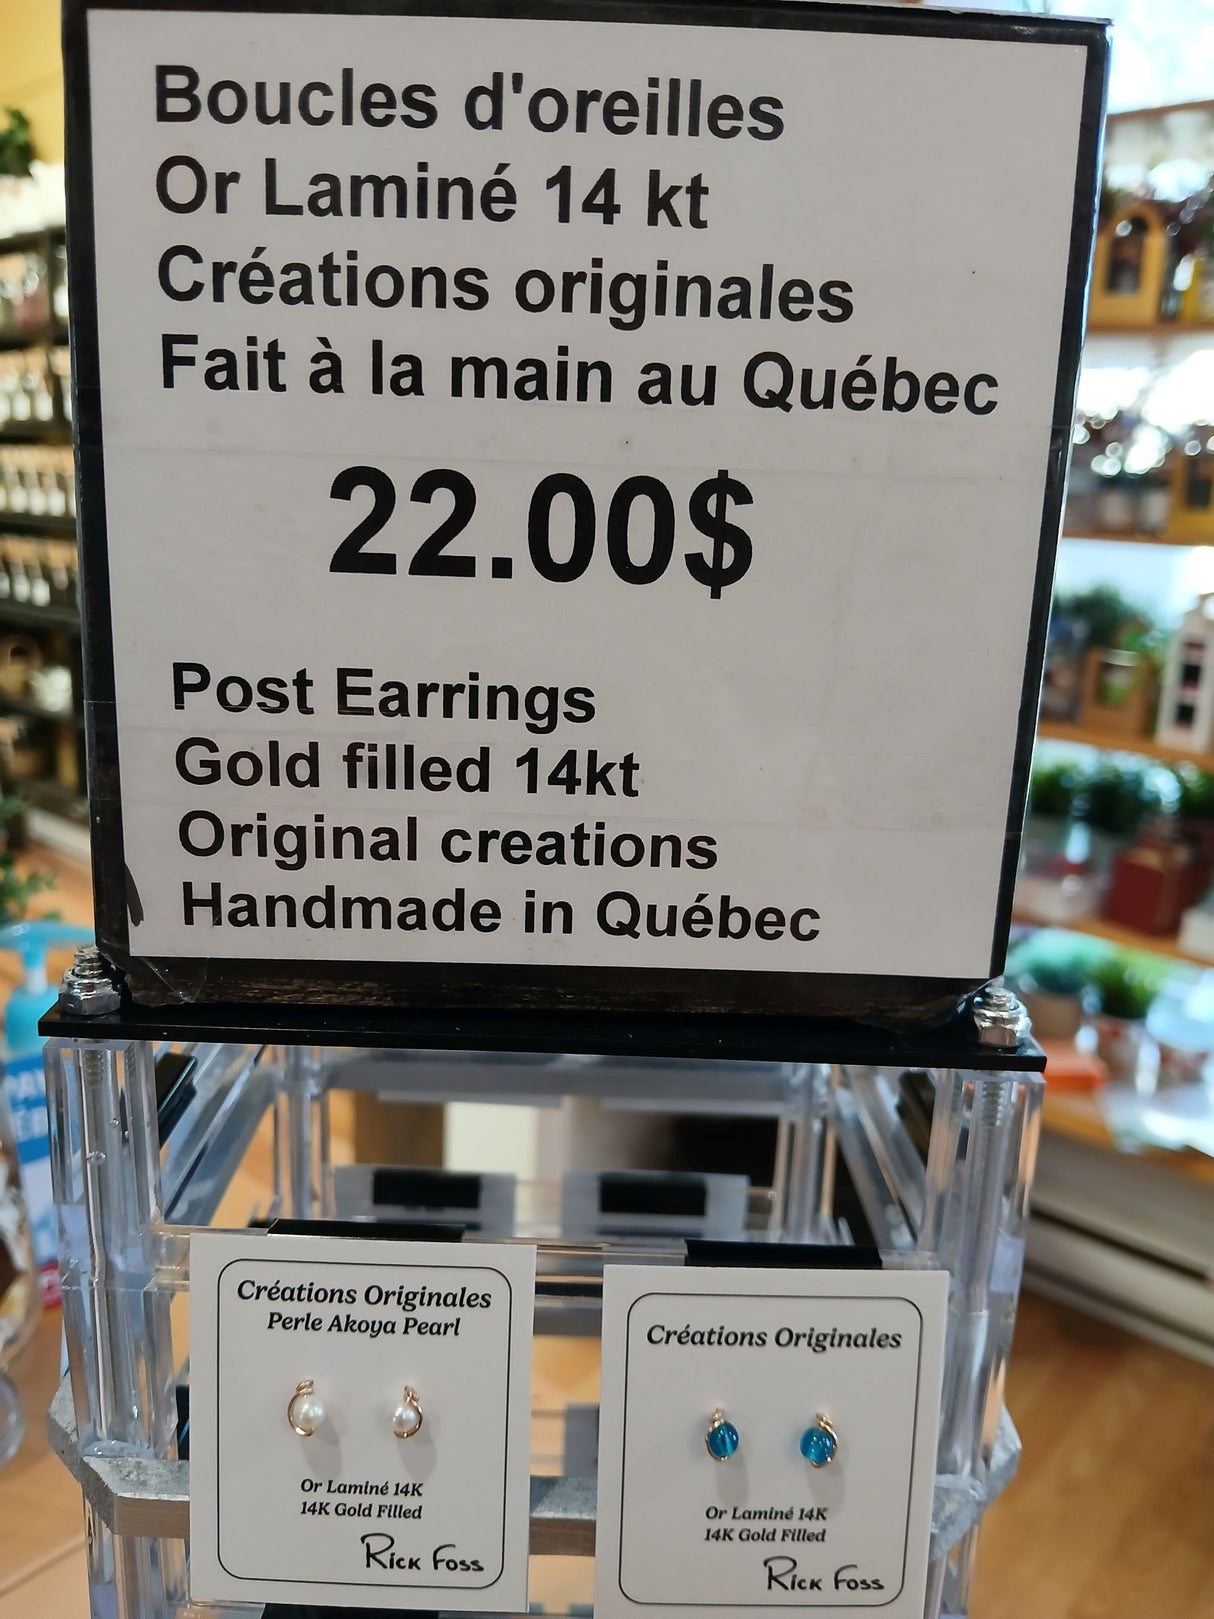 Boucles d'oreilles
Or Laminé 14 kt
Créations originales
Fait à la main au Québec
22.00$
Post Earrings
Gold filled 14kt
Original creations
Handmade in Québec
Créations Originales
Perle Akoya Pearl
Or Laminé 14K
14K Gold Filled
Rick Foss
Créations Originales
Or Laminé 14K
14K Gold Filled
Rick Foss